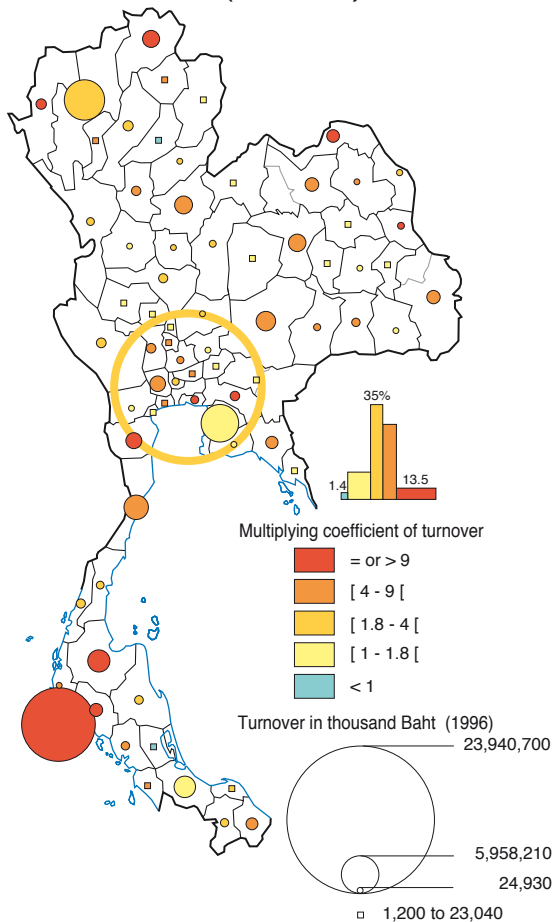 35%
1.4
13.5
Multiplying coefficient of turnover
= or > 9
[ 4 - 9 [
[ 1.8 - 4 [
[ 1 - 1.8 [
< 1
Turnover in thousand Baht (1996)
23,940,700
5,958,210
24,930
1,200 to 23,040